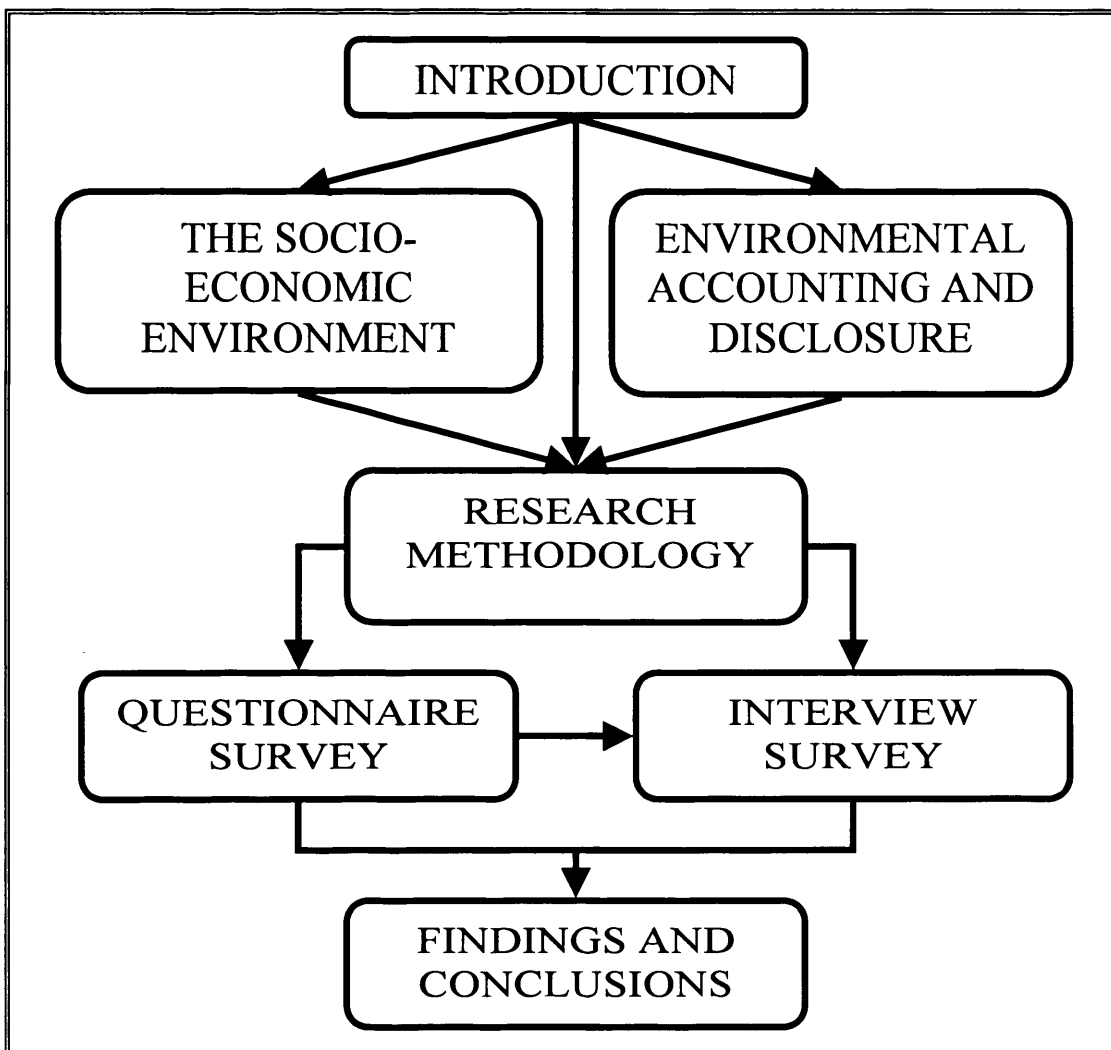 INTRODUCTION
THE SOCIO-
ECONOMIC
ENVIRONMENT
ENVIRONMENTAL
ACCOUNTING AND
DISCLOSURE
RESEARCH
METHODOLOGY
QUESTIONNAIRE
SURVEY
INTERVIEW
SURVEY
FINDINGS AND
CONCLUSIONS